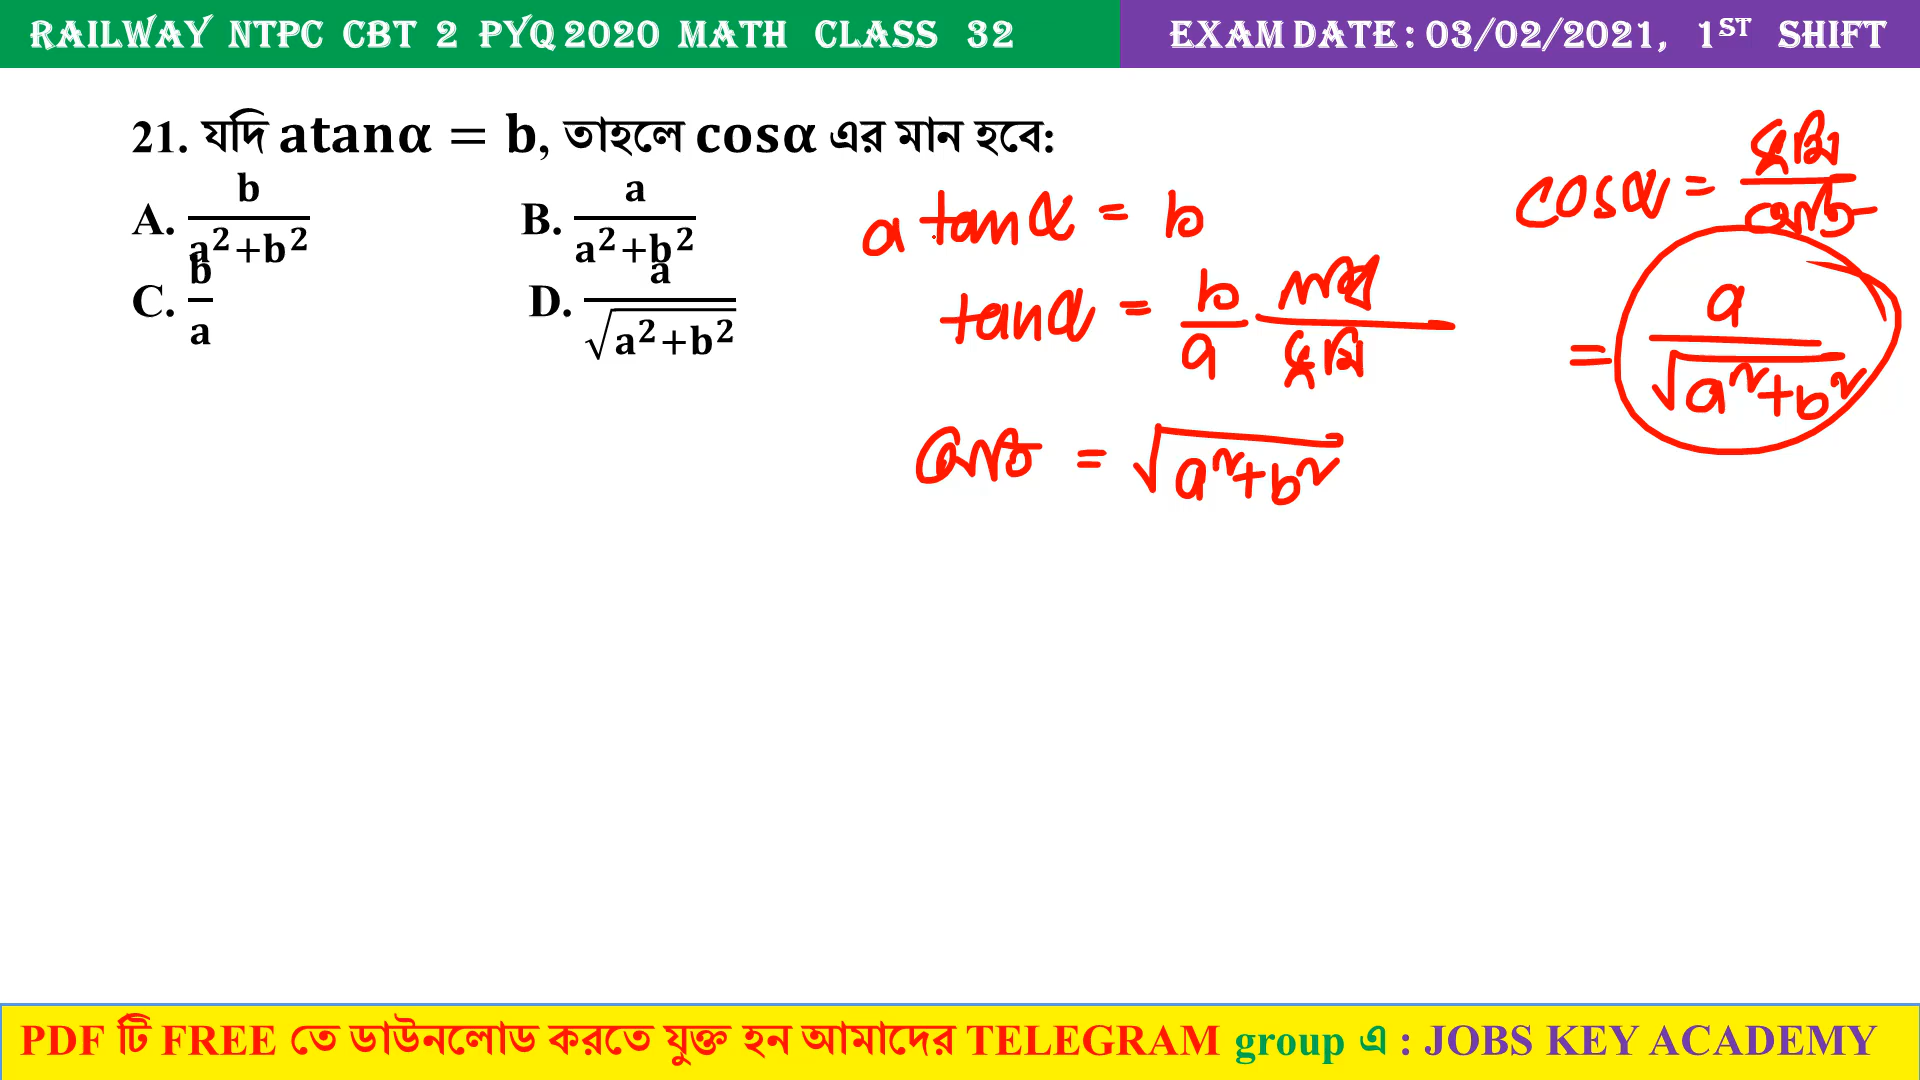 RAILWAY NTPC CBT 2 PYQ 2020 MATH CLASS 32
EXAM DATE : 03/02/2021, 1ST SHIFT
21. যদি atanα = b, তাহলে cosα এর মান হবে:
A. b/(a²+b²)
B. a/(a²+b²)
C. b/a
D. a/√(a²+b²)
a tanα = b
tanα = b/a লম্ব/ভূমি
অতি = √(a²+b²)
cosα = ভূমি/অতি
= a/√(a²+b²)
PDF টি FREE তে ডাউনলোড করতে যুক্ত হন আমাদের TELEGRAM group এ : JOBS KEY ACADEMY